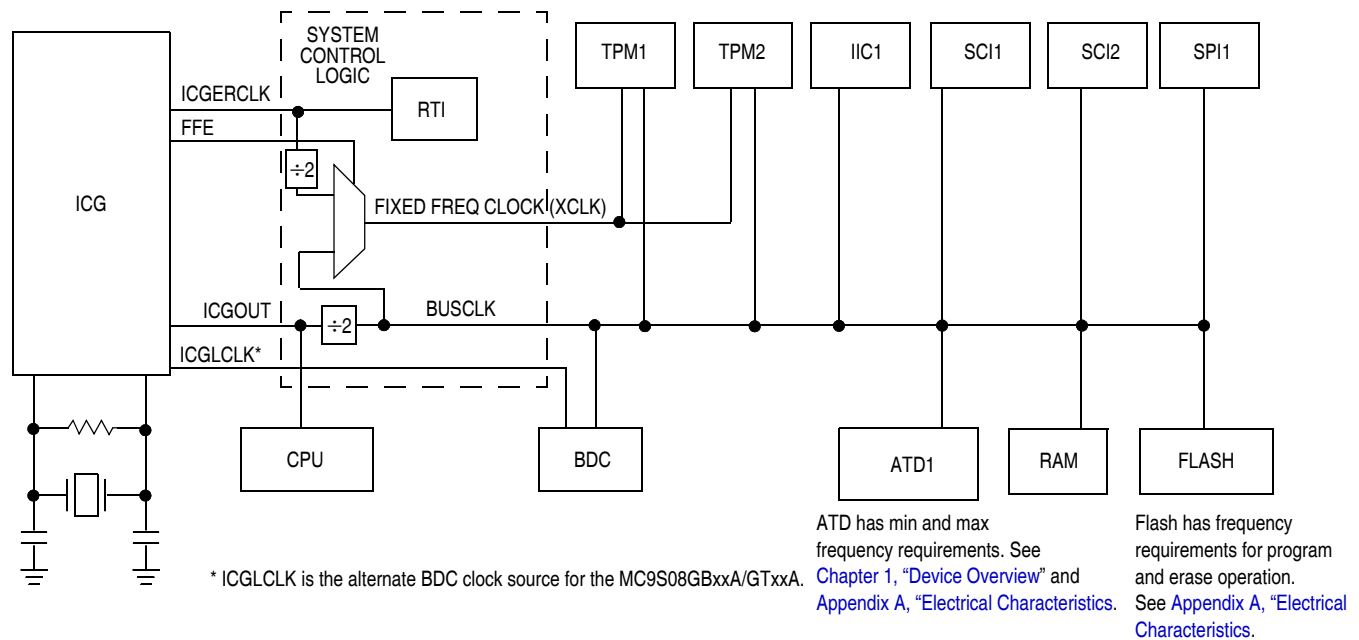 SYSTEM
CONTROL
LOGIC
TPM1
TPM2
IIC1
SCI1
SCI2
SPI1
ICGERCLK
RTI
FFE
÷2
ICG
FIXED FREQ CLOCK (XCLK)
ICGOUT
÷2
BUSCLK
ICGLCLK*
CPU
BDC
ATD1
RAM
FLASH
ATD has min and max
frequency requirements. See
Chapter 1, “Device Overview” and
Appendix A, “Electrical Characteristics.
Flash has frequency
requirements for program
and erase operation.
See Appendix A, “Electrical
Characteristics.
* ICGLCLK is the alternate BDC clock source for the MC9S08GBxxA/GTxxA.